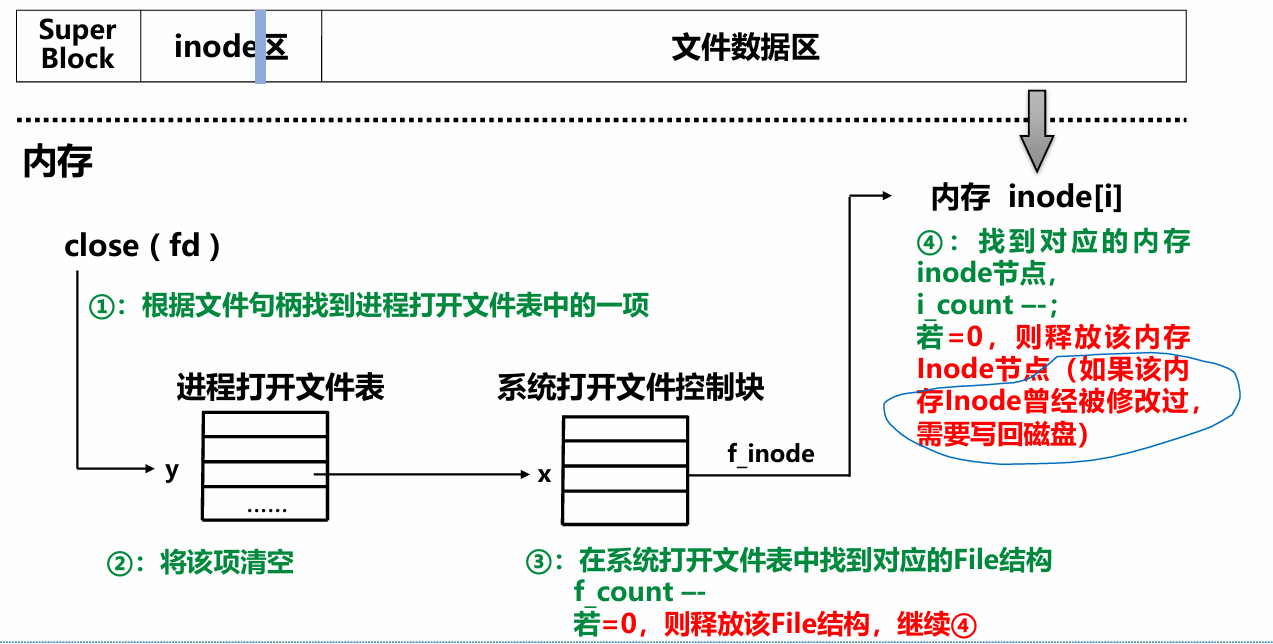 Super
Block
inode区
文件数据区
内存
内存 inode[i]
close（fd）
④：找到对应的内存
inode节点，
i_count –-；
若=0，则释放该内存
Inode节点（如果该内
存Inode曾经被修改过，
需要写回磁盘）
①：根据文件句柄找到进程打开文件表中的一项
进程打开文件表
系统打开文件控制块
f_inode
y
x
……
②：将该项清空
③：在系统打开文件表中找到对应的File结构
f_count –-
若=0，则释放该File结构，继续④